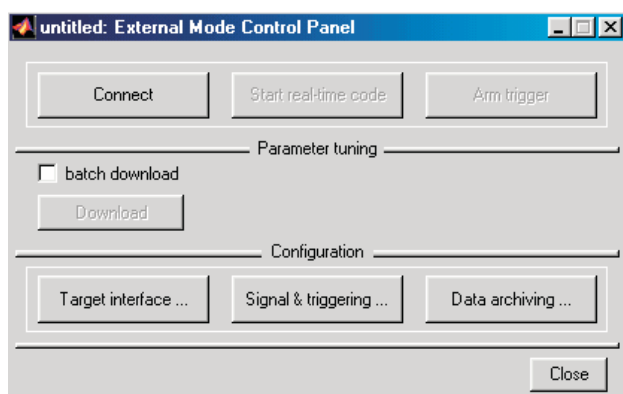 untitled: External Mode Control Panel
Connect Start real-time code Arm trigger
Parameter tuning
batch download
Download
Configuration
Target interface ... Signal & triggering ... Data archiving ...
Close